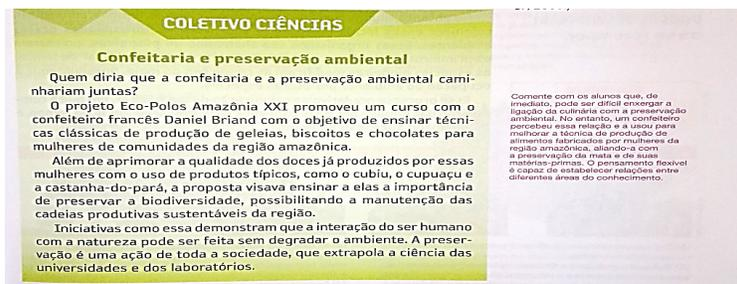 COLETIVO CIÊNCIAS
Confeitaria e preservação ambiental
Quem diria que a confeitaria e a preservação ambiental cami-
nhariam juntas?
O projeto Eco-Polos Amazônia XXI promoveu um curso com o
confeiteiro francês Daniel Briand com o objetivo de ensinar técni-
cas clássicas de produção de geleias, biscoitos e chocolates para
mulheres de comunidades da região amazônica.
Além de aprimorar a qualidade dos doces já produzidos por essas
mulheres com o uso de produtos típicos, como o cubiu, o cupuaçu e
a castanha-do-pará, a proposta visava ensinar a elas a importância
de preservar a biodiversidade, possibilitando a manutenção das
cadeias produtivas sustentáveis da região.
Iniciativas como essa demonstram que a interação do ser humano
com a natureza pode ser feita sem degradar o ambiente. A preser-
vação é uma ação de toda a sociedade, que extrapola a ciência das
universidades e dos laboratórios.
Comente com os alunos que, de
imediato, pode ser difícil enxergar a
ligação da culinária com a preservação
ambiental. No entanto, um confeiteiro
percebeu essa relação e a usou para
melhorar a técnica de produção de
alimentos fabricados por mulheres da
região amazônica, aliando-a com
a preservação da mata e de suas
matérias-primas. O pensamento flexível
é capaz de estabelecer relações entre
diferentes áreas do conhecimento.